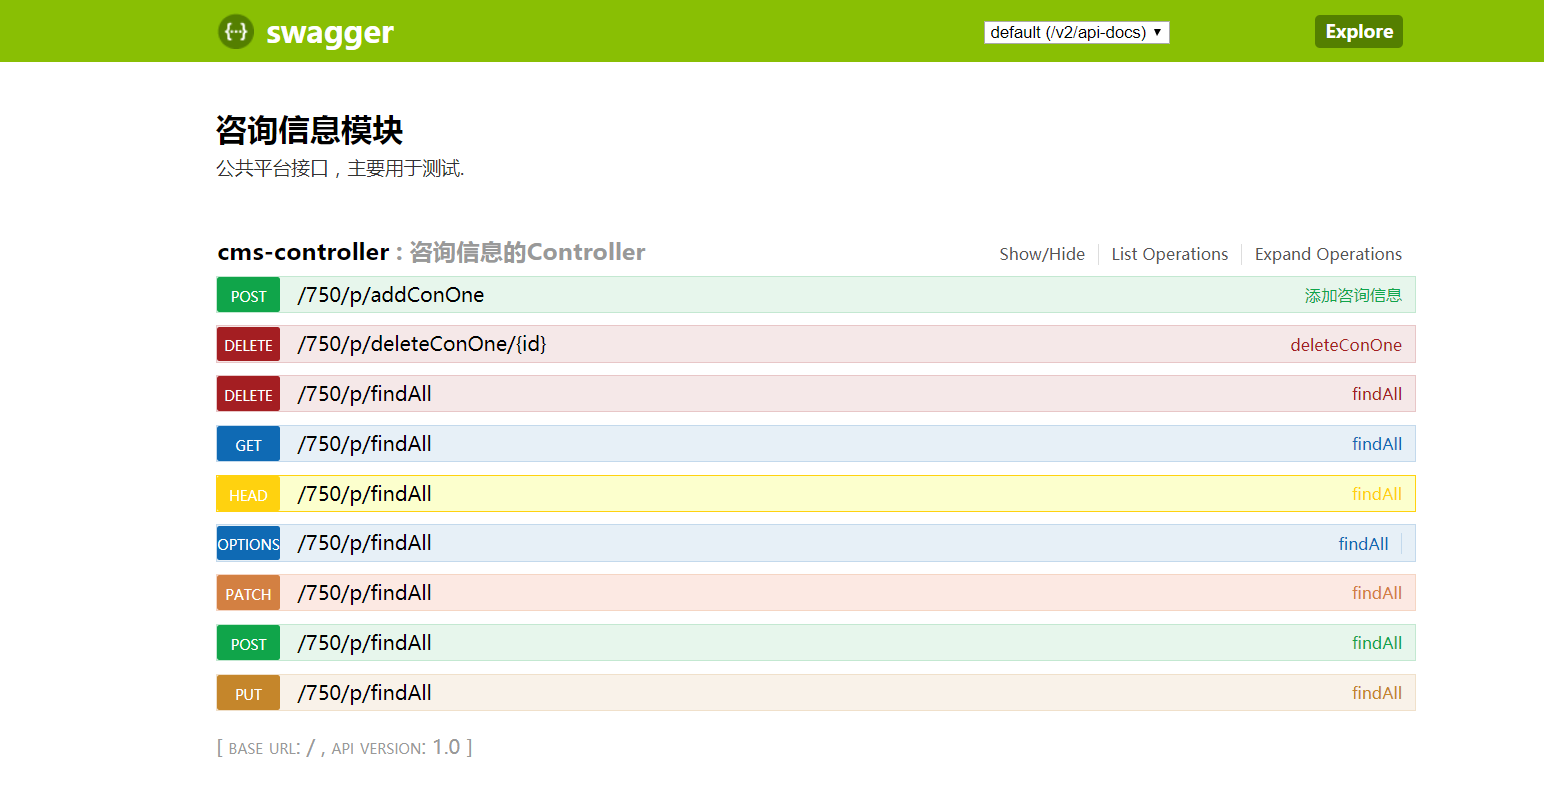 {···} swagger default (/v2/api-docs) ▼ Explore
咨询信息模块
公共平台接口，主要用于测试.
cms-controller : 咨询信息的Controller Show/Hide List Operations Expand Operations
POST /750/p/addConOne 添加咨询信息
DELETE /750/p/deleteConOne/{id} deleteConOne
DELETE /750/p/findAll findAll
GET /750/p/findAll findAll
HEAD /750/p/findAll findAll
OPTIONS /750/p/findAll findAll
PATCH /750/p/findAll findAll
POST /750/p/findAll findAll
PUT /750/p/findAll findAll
[ BASE URL: / , API VERSION: 1.0 ]